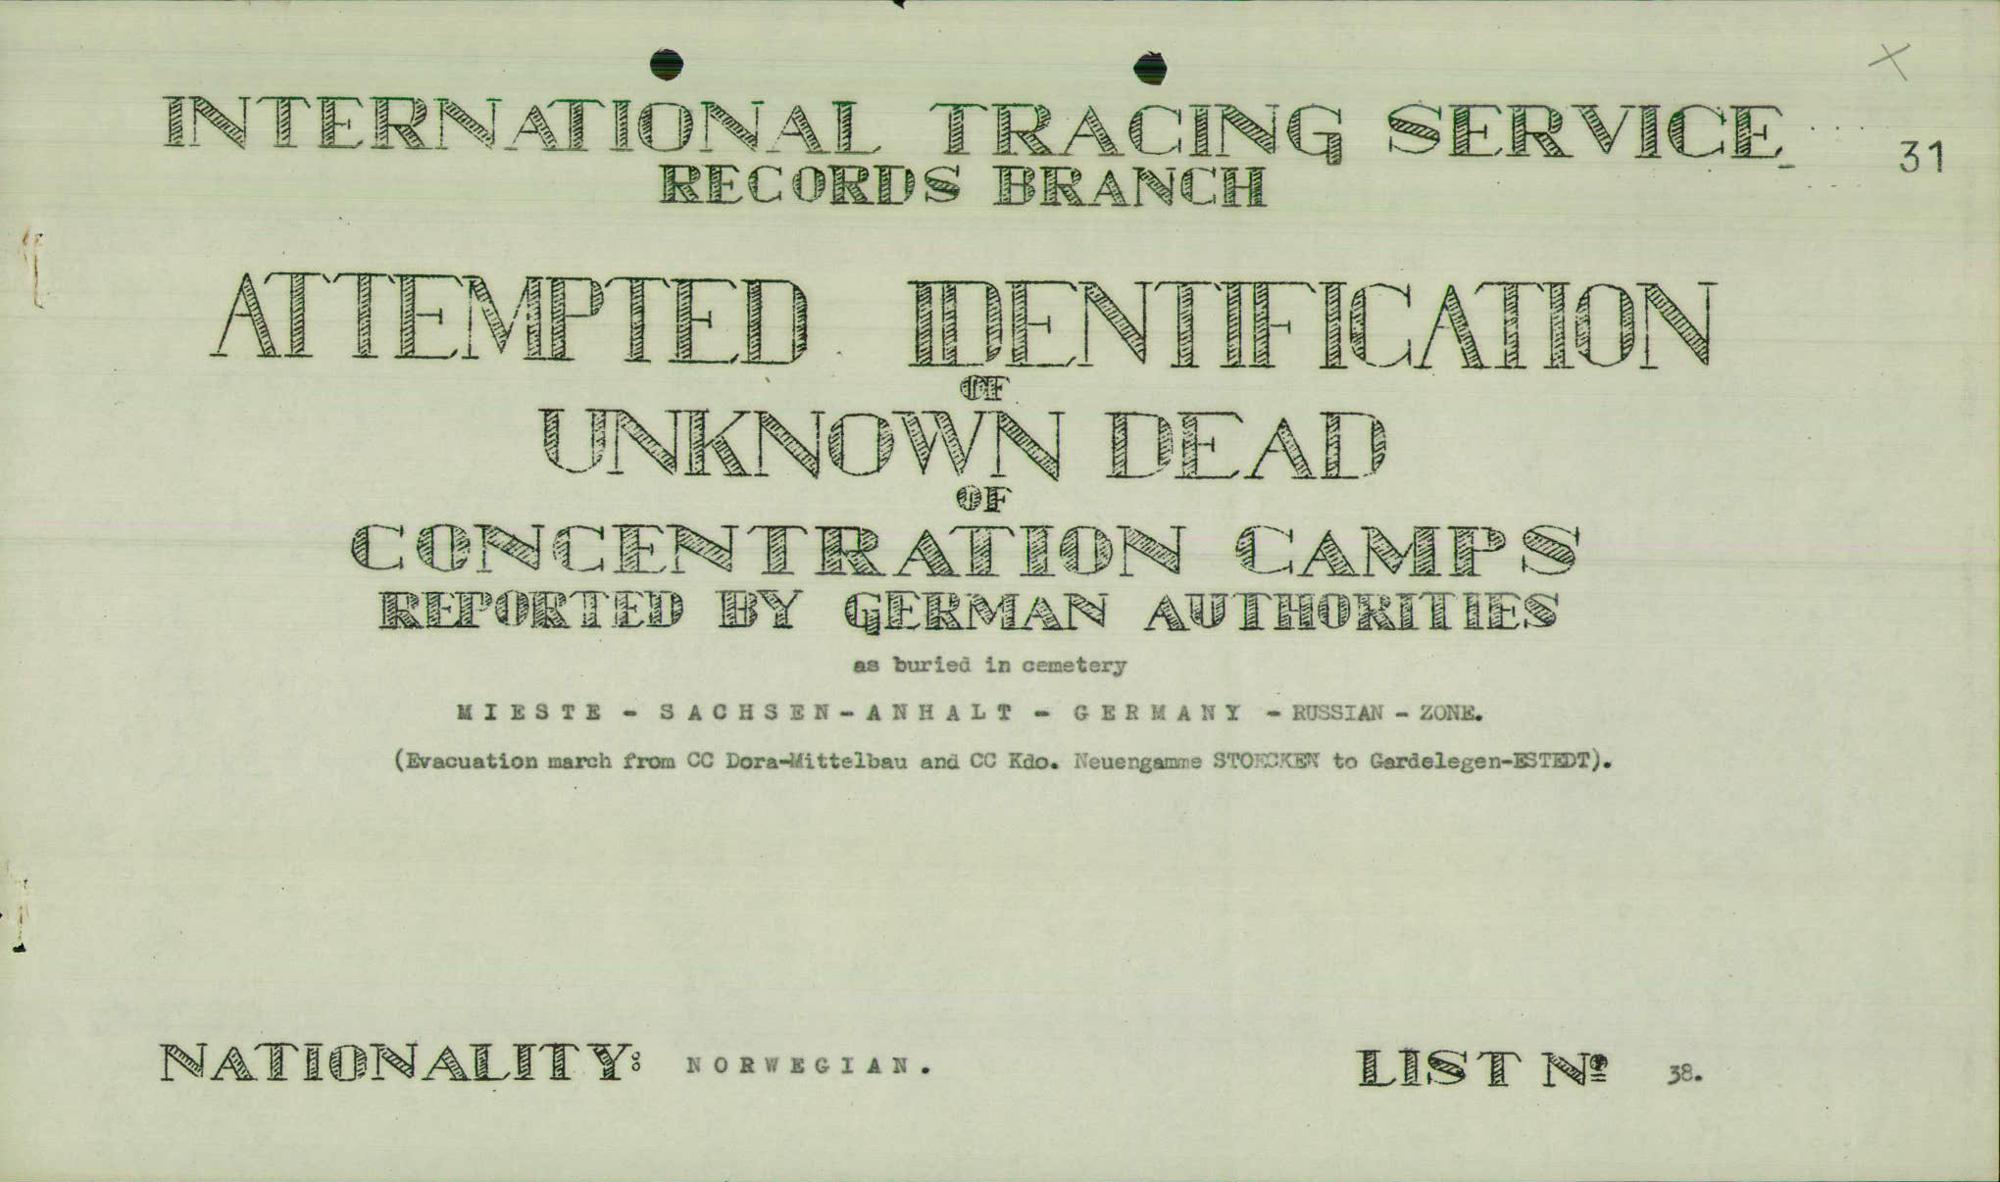 INTERNATIONAL TRACING SERVICE
31
RECORDS BRANCH
ATTEMPTED IDENTIFICATION
OF
UNKNOWN DEAD
OF
CONCENTRATION CAMPS
REPORTED BY GERMAN AUTHORITIES
as buried in cemetery
MIESTE - SACHSEN-ANHALT - GERMANY - RUSSIAN - ZONE.
(Evacuation march from CC Dora-Mittelbau and CC Kdo. Neuengamme STOECKEN to Gardelegen-ESTEDT).
NATIONALITY: NORWEGIAN. LIST Nº 38.